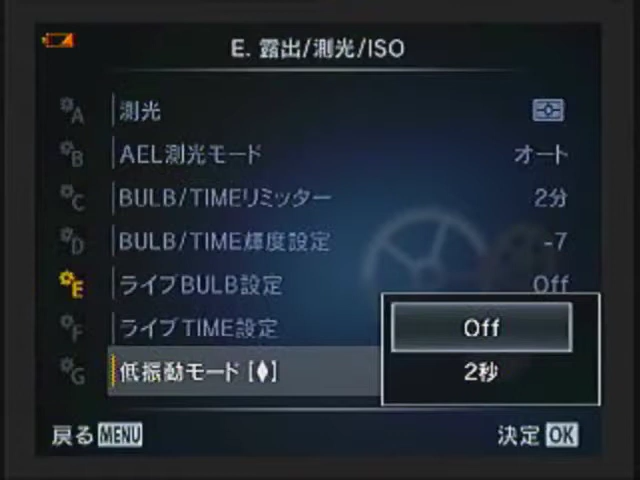 E. 露出/測光/ISO
A 測光
B AEL測光モード オート
C BULB/TIMEリミッター 2分
D BULB/TIME輝度設定 -7
E ライブBULB設定 Off
F ライブTIME設定
Off
G 低振動モード[♦] 2秒
戻る MENU 決定 OK